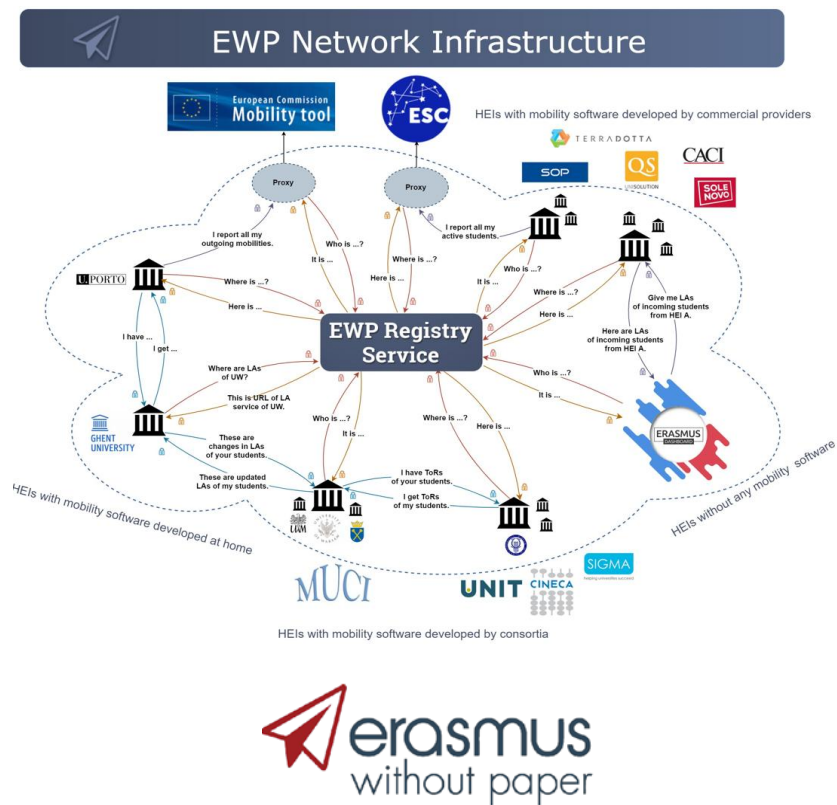 EWP Network Infrastructure
European Commission
Mobility tool
ESC
HEIs with mobility software developed by commercial providers
TERRADOTTA
SOP
QS
UNISOLUTION
CACI
SOLE
NOVO
Proxy
Proxy
I report all my
outgoing mobilities.
I report all my
active students.
Who is ...?
It is ...
Where is ...?
Here is ...
It is ...
Who is ...?
U.PORTO
Where is ...?
Here is ...
Where is ...?
Here is ...
Give me LAs
of incoming students
from HEI A.
Here are LAs
of incoming students
from HEI A.
I have ...
I get ...
EWP Registry
Service
Where are LAs
of UW?
This is URL of LA
service of UW.
Who is ...?
It is ...
Who is ...?
It is ...
Where is ...?
Here is ...
GHENT
UNIVERSITY
ERASMUS
DASHBOARD
These are
changes in LAs
of your students.
These are updated
LAs of my students.
I have ToRs
of your students.
I get ToRs
of my students.
UAM
HEIs with mobility software developed at home
HEIs without any mobility software
MUCI
UNIT
CINECA
SIGMA
helping universities succeed
HEIs with mobility software developed by consortia
erasmus
without paper